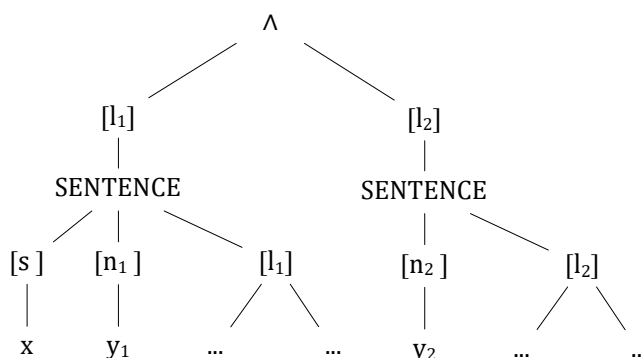 ∧
[l₁] [l₂]
SENTENCE SENTENCE
[s ] [n₁ ] [l₁] [n₂ ] [l₂]
x y₁ ... ... y₂ ... ..